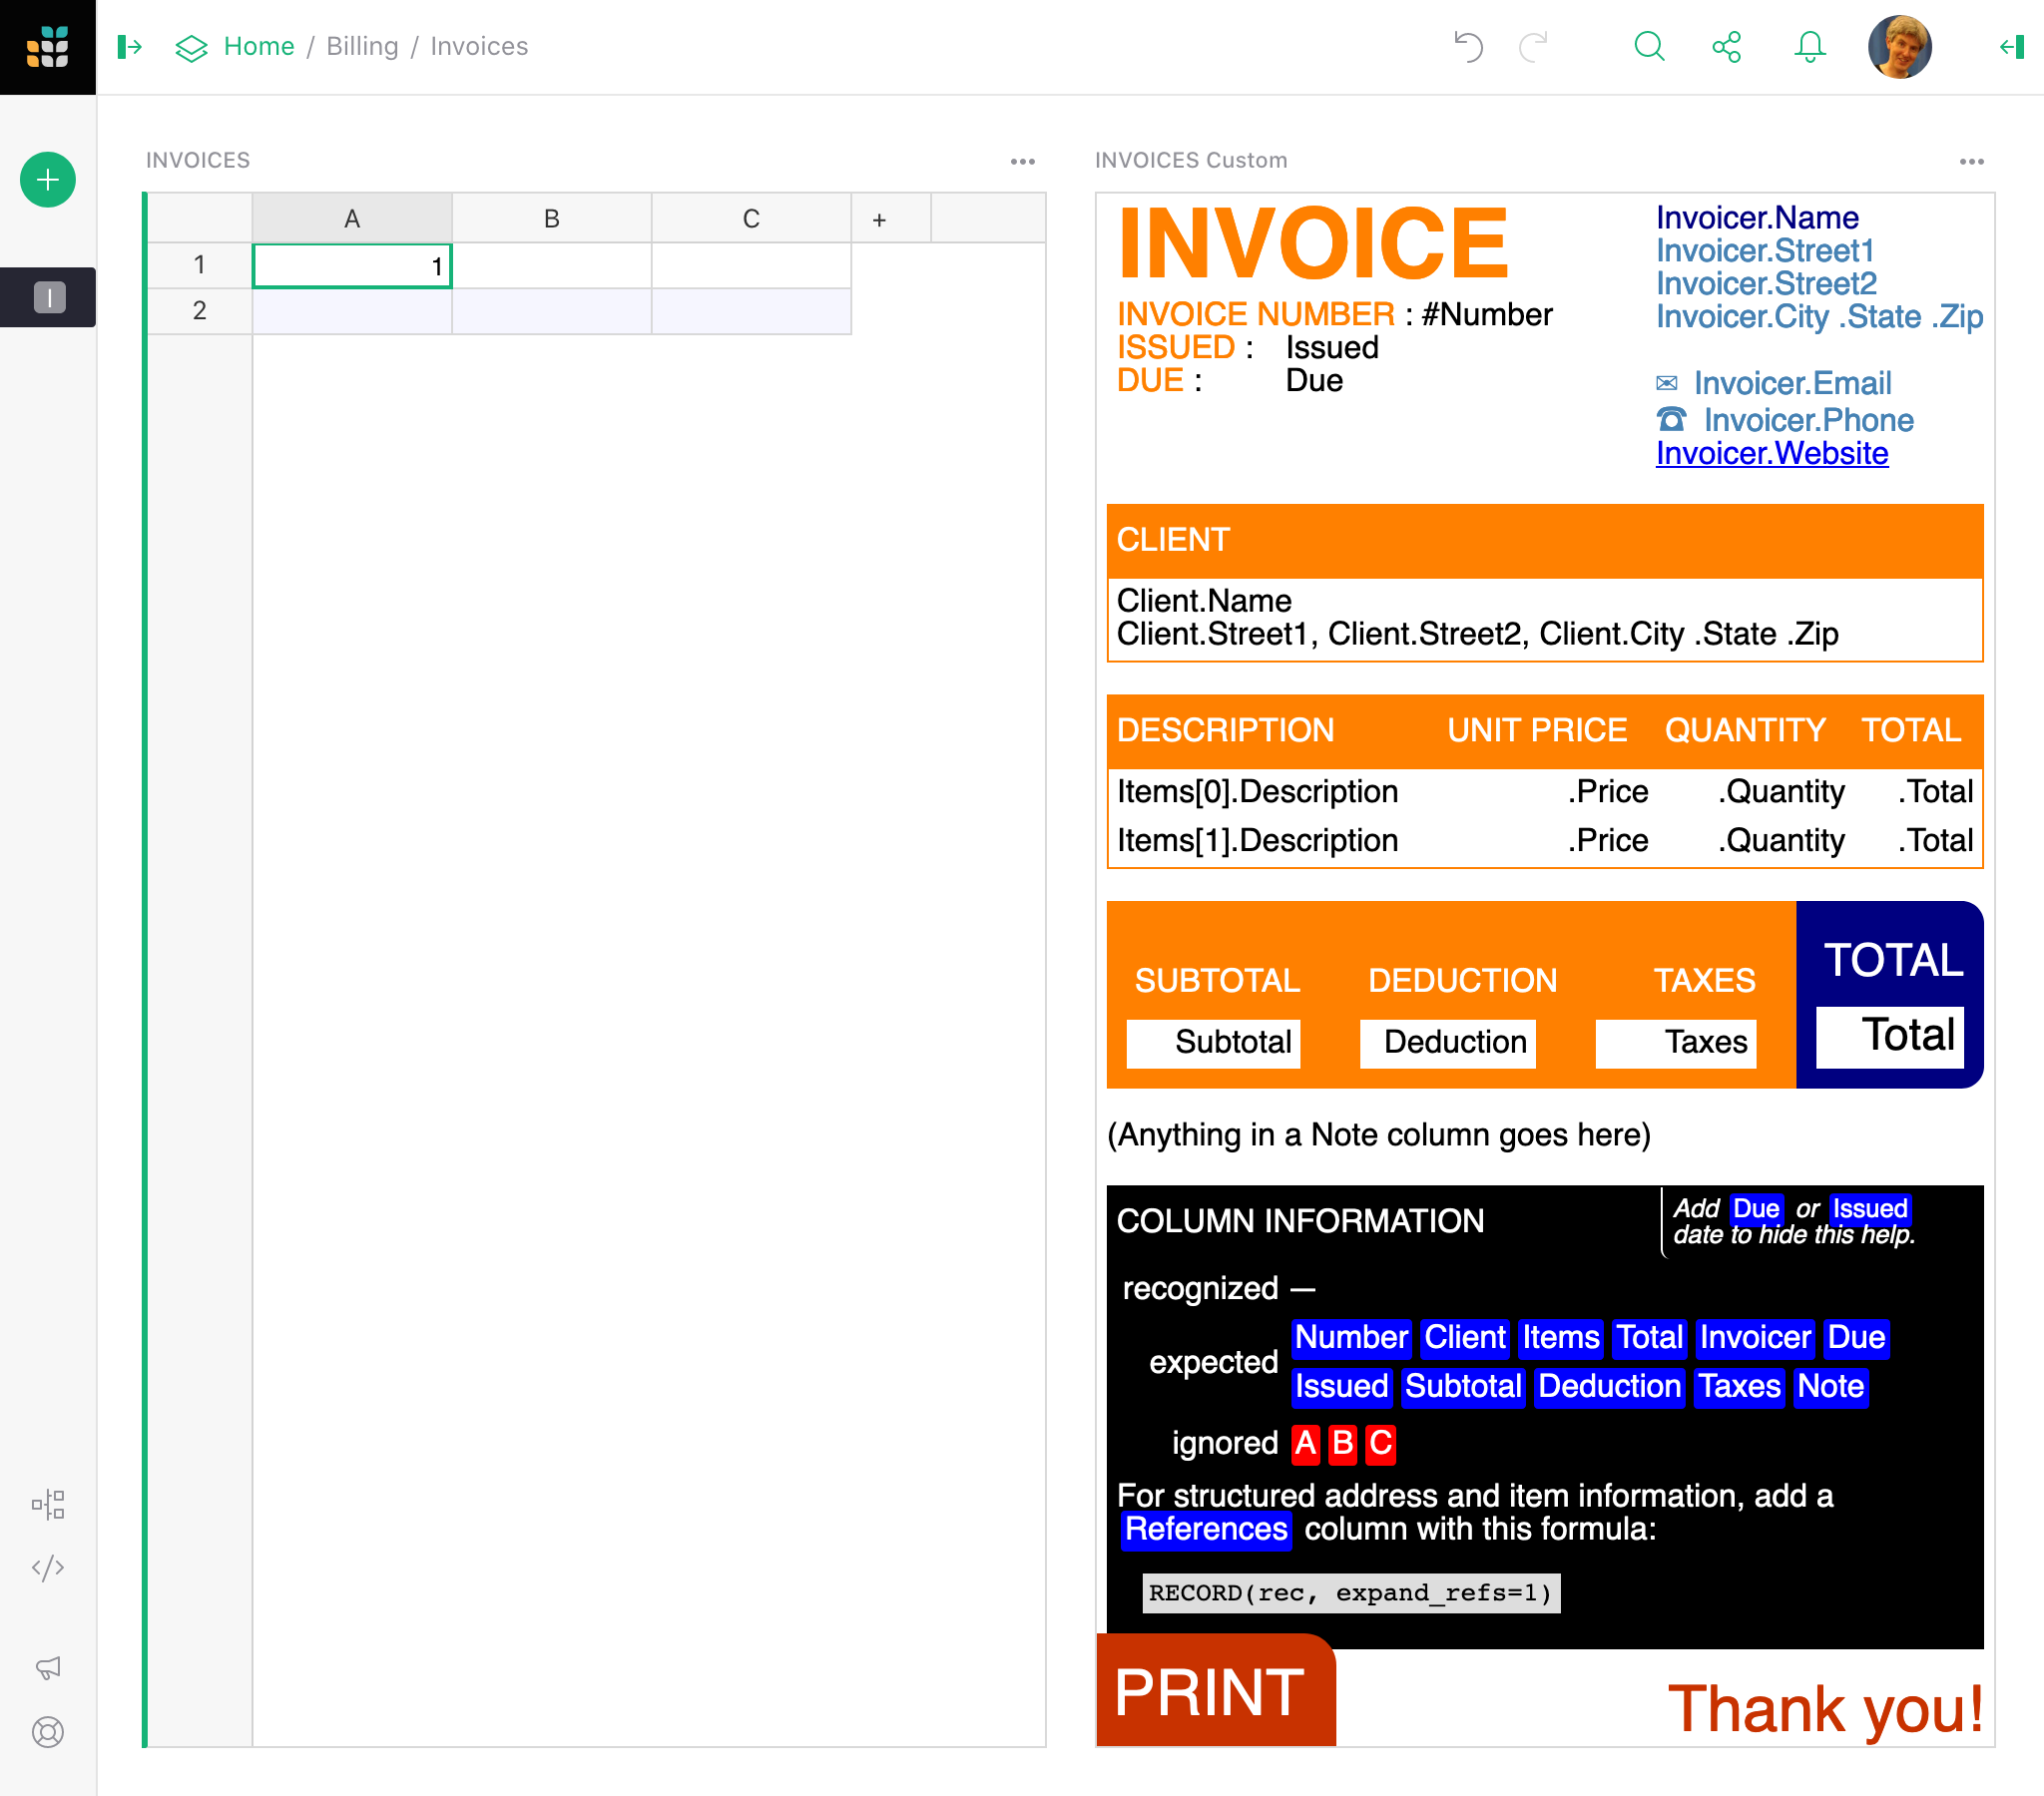 Home / Billing / Invoices
INVOICES
A B C +
1 1
2
I
INVOICES Custom
INVOICE
INVOICE NUMBER : #Number
ISSUED : Issued
DUE : Due
Invoicer.Name
Invoicer.Street1
Invoicer.Street2
Invoicer.City .State .Zip
✉ Invoicer.Email
☎ Invoicer.Phone
Invoicer.Website
CLIENT
Client.Name
Client.Street1, Client.Street2, Client.City .State .Zip
DESCRIPTION UNIT PRICE QUANTITY TOTAL
Items[0].Description .Price .Quantity .Total
Items[1].Description .Price .Quantity .Total
SUBTOTAL DEDUCTION TAXES TOTAL
Subtotal Deduction Taxes Total
(Anything in a Note column goes here)
COLUMN INFORMATION
Add Due or Issued
date to hide this help.
recognized —
expected Number Client Items Total Invoicer Due
Issued Subtotal Deduction Taxes Note
ignored A B C
For structured address and item information, add a
References column with this formula:
RECORD(rec, expand_refs=1)
PRINT
Thank you!